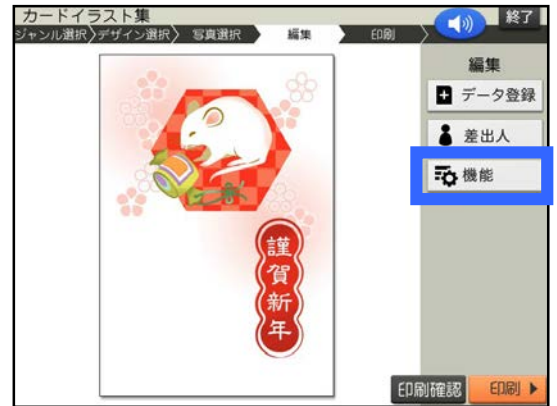 カードイラスト集
終了
ジャンル選択〉デザイン選択〉 写真選択 編集 印刷
編集
データ登録
差出人
機能
謹賀新年
印刷確認
印刷